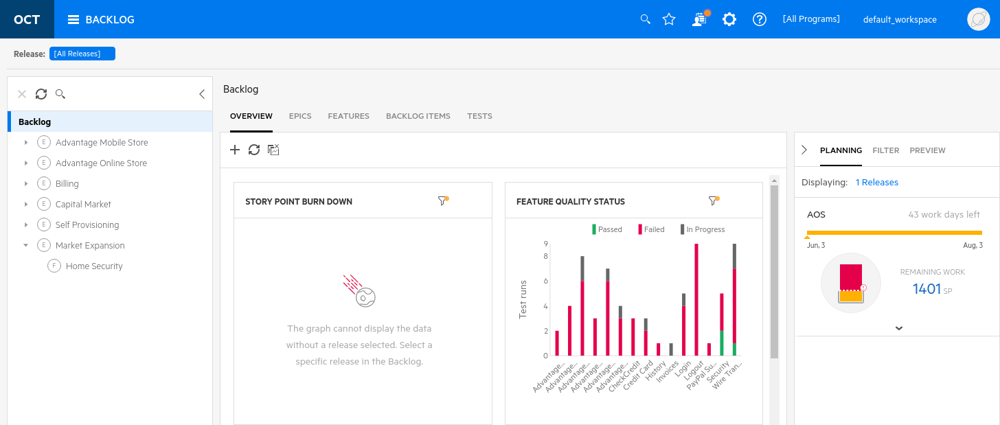 OCT
BACKLOG
[All Programs]
default_workspace
Release:
[All Releases]
Backlog
E Advantage Mobile Store
E Advantage Online Store
E Billing
E Capital Market
E Self Provisioning
E Market Expansion
F Home Security
Backlog
OVERVIEW EPICS FEATURES BACKLOG ITEMS TESTS
STORY POINT BURN DOWN
The graph cannot display the data
without a release selected. Select a
specific release in the Backlog.
FEATURE QUALITY STATUS
Passed Failed In Progress
Test runs
9
8
6
4
2
0
Advantage...
Advantage...
Advantage...
Advantage...
Advantage...
Advantage...
CheckCredit
Credit Card
History
Invoices
Login
Logout
PayPal Su...
Security
Wire Tran...
PLANNING FILTER PREVIEW
Displaying: 1 Releases
AOS 43 work days left
Jun, 3 Aug, 3
REMAINING WORK
1401 SP